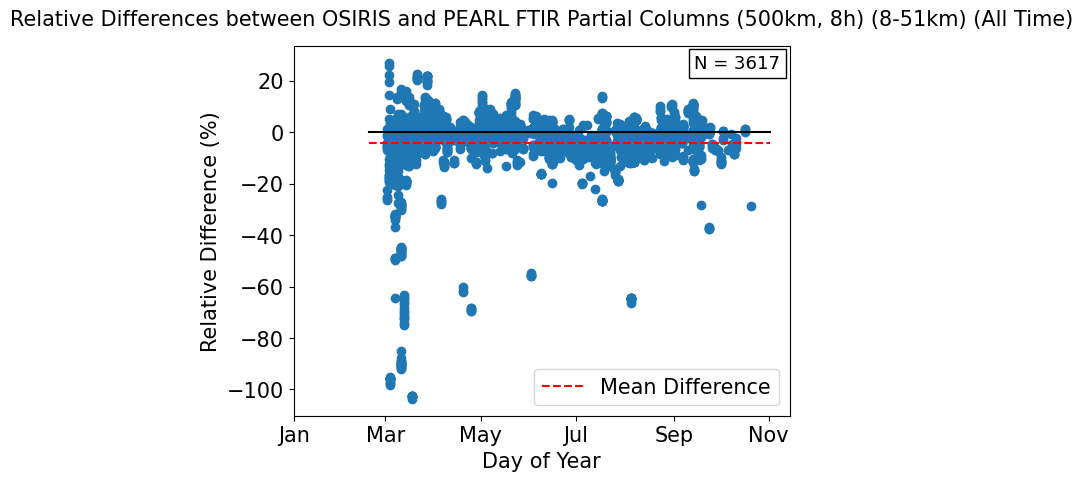 Relative Differences between OSIRIS and PEARL FTIR Partial Columns (500km, 8h) (8-51km) (All Time)
N = 3617
Relative Difference (%)
20
0
−20
−40
−60
−80
−100
Mean Difference
Jan Mar May Jul Sep Nov
Day of Year